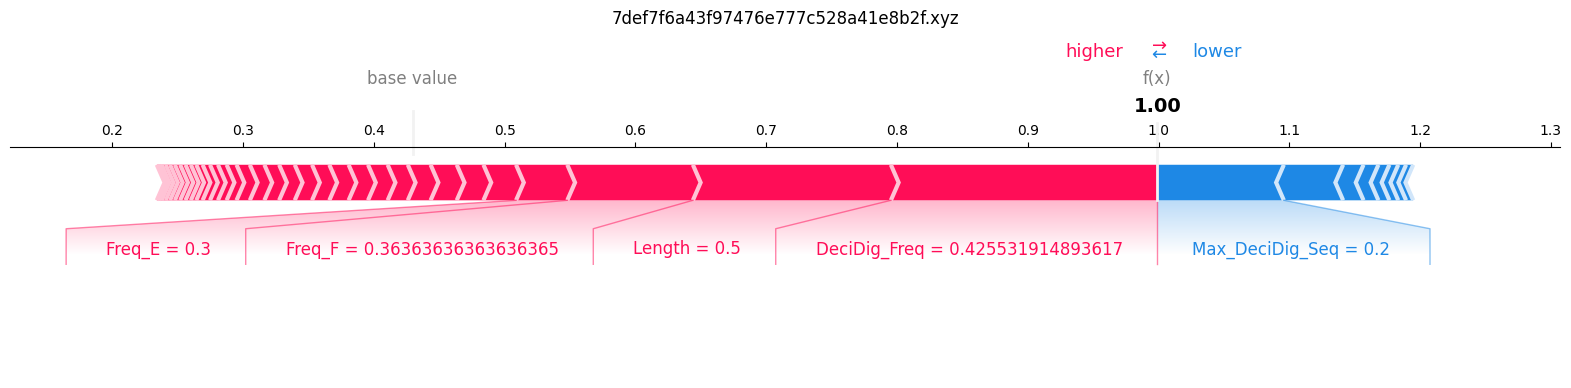 7def7f6a43f97476e777c528a41e8b2f.xyz
higher ⇄ lower
base value f(x)
1.00
0.2 0.3 0.4 0.5 0.6 0.7 0.8 0.9 1.0 1.1 1.2 1.3
Freq_E = 0.3 Freq_F = 0.36363636363636365 Length = 0.5 DeciDig_Freq = 0.425531914893617 Max_DeciDig_Seq = 0.2